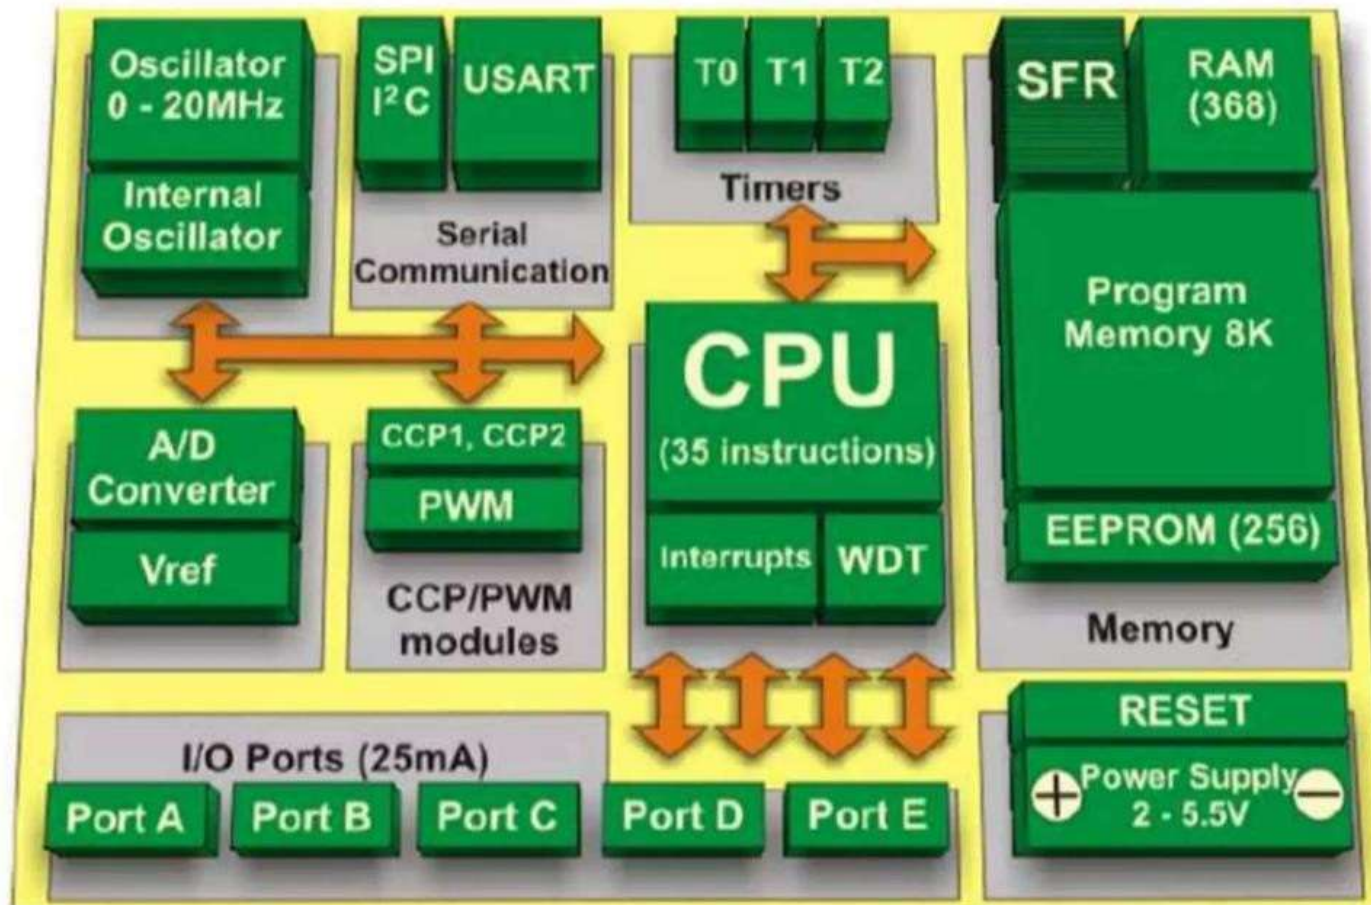 Oscillator
0 - 20MHz
Internal
Oscillator
SPI
I²C
USART
Serial
Communication
T0
T1
T2
Timers
SFR
RAM
(368)
Program
Memory 8K
EEPROM (256)
Memory
A/D
Converter
Vref
CCP1, CCP2
PWM
CCP/PWM
modules
CPU
(35 instructions)
Interrupts
WDT
I/O Ports (25mA)
Port A
Port B
Port C
Port D
Port E
RESET
+
Power Supply
2 - 5.5V
−